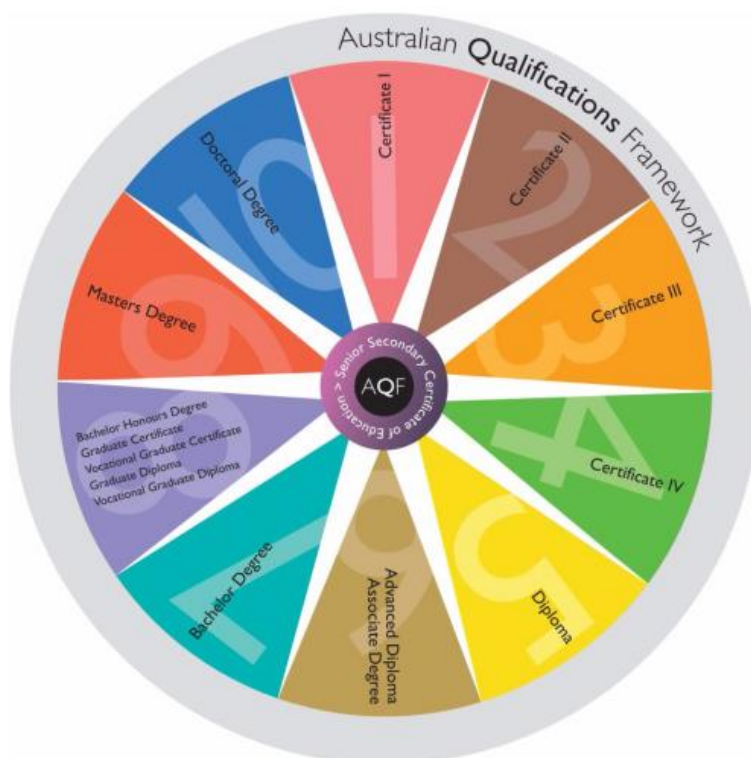 Australian Qualifications Framework
1
Certificate I
2
Certificate II
3
Certificate III
4
Certificate IV
5
Diploma
6
Advanced Diploma
Associate Degree
7
Bachelor Degree
8
Bachelor Honours Degree
Graduate Certificate
Vocational Graduate Certificate
Graduate Diploma
Vocational Graduate Diploma
9
Masters Degree
10
Doctoral Degree
Senior Secondary Certificate of Education >
AQF